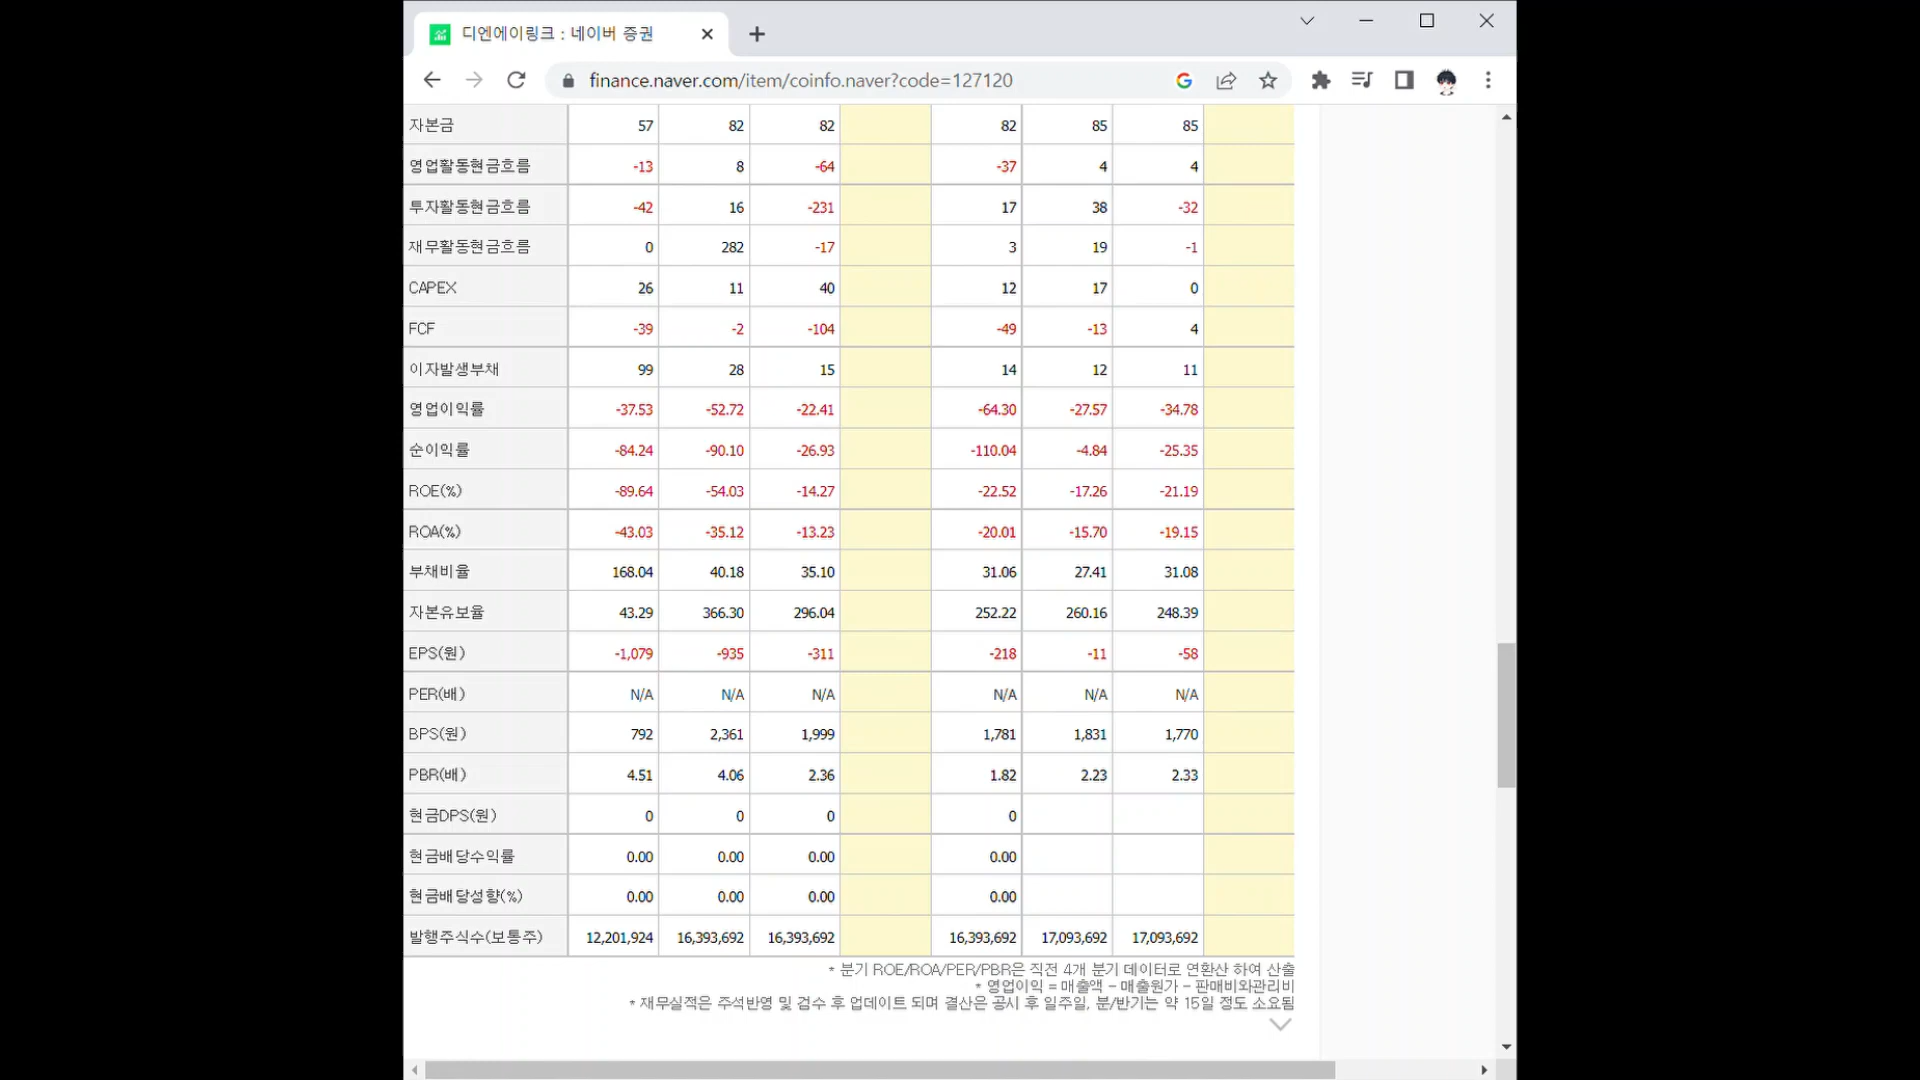 디엔에이링크 : 네이버 증권
finance.naver.com/item/coinfo.naver?code=127120
자본금 57 82 82 82 85 85
영업활동현금흐름 -13 8 -64 -37 4 4
투자활동현금흐름 -42 16 -231 17 38 -32
재무활동현금흐름 0 282 -17 3 19 -1
CAPEX 26 11 40 12 17 0
FCF -39 -2 -104 -49 -13 4
이자발생부채 99 28 15 14 12 11
영업이익률 -37.53 -52.72 -22.41 -64.30 -27.57 -34.78
순이익률 -84.24 -90.10 -26.93 -110.04 -4.84 -25.35
ROE(%) -89.64 -54.03 -14.27 -22.52 -17.26 -21.19
ROA(%) -43.03 -35.12 -13.23 -20.01 -15.70 -19.15
부채비율 168.04 40.18 35.10 31.06 27.41 31.08
자본유보율 43.29 366.30 296.04 252.22 260.16 248.39
EPS(원) -1,079 -935 -311 -218 -11 -58
PER(배) N/A N/A N/A N/A N/A N/A
BPS(원) 792 2,361 1,999 1,781 1,831 1,770
PBR(배) 4.51 4.06 2.36 1.82 2.23 2.33
현금DPS(원) 0 0 0 0
현금배당수익률 0.00 0.00 0.00 0.00
현금배당성향(%) 0.00 0.00 0.00 0.00
발행주식수(보통주) 12,201,924 16,393,692 16,393,692 16,393,692 17,093,692 17,093,692
* 분기 ROE/ROA/PER/PBR은 직전 4개 분기 데이터로 연환산 하여 산출
* 영업이익 = 매출액 - 매출원가 - 판매비와관리비
* 재무실적은 주석반영 및 검수 후 업데이트 되며 결산은 공시 후 일주일, 분/반기는 약 15일 정도 소요됨